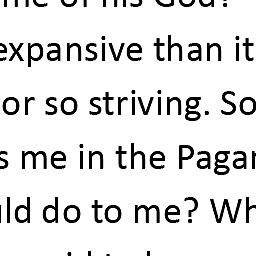 me of his God?
expansive than it
or so striving. So
s me in the Pagan
uld do to me? Wh